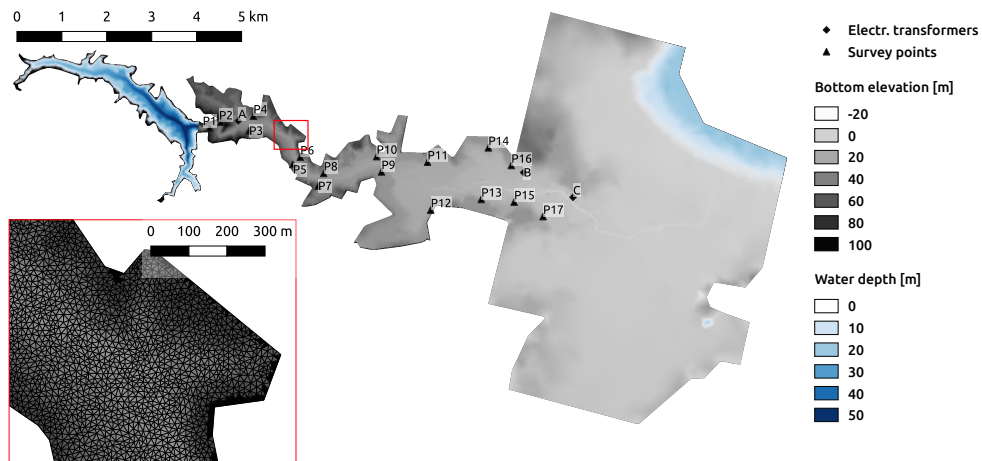 0 1 2 3 4 5 km
Electr. transformers
Survey points
Bottom elevation [m]
-20
0
20
40
60
80
100
Water depth [m]
0
10
20
30
40
50
P1
P2
A
P4
P3
P6
P5
P8
P7
P10
P9
P11
P12
P14
P16
B
P13
P15
P17
C
0 100 200 300 m